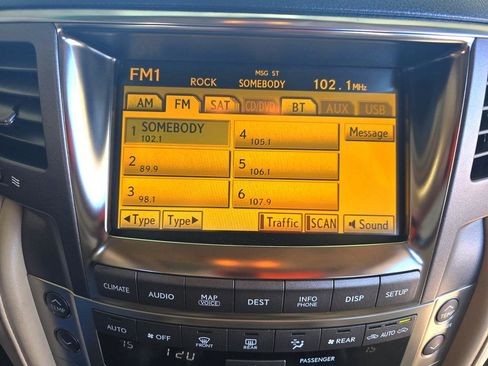 FM1 ROCK MSG ST SOMEBODY 102.1MHz
AM FM SAT CD/DVD BT AUX USB
1 SOMEBODY 102.1
4 105.1
Message
2 89.9
5 106.1
3 98.1
6 107.9
◄Type Type► Traffic SCAN Sound
CLIMATE AUDIO MAP VOICE DEST INFO PHONE DISP SETUP
TEMP AUTO OFF FRONT REAR REAR AUTO
PASSENGER